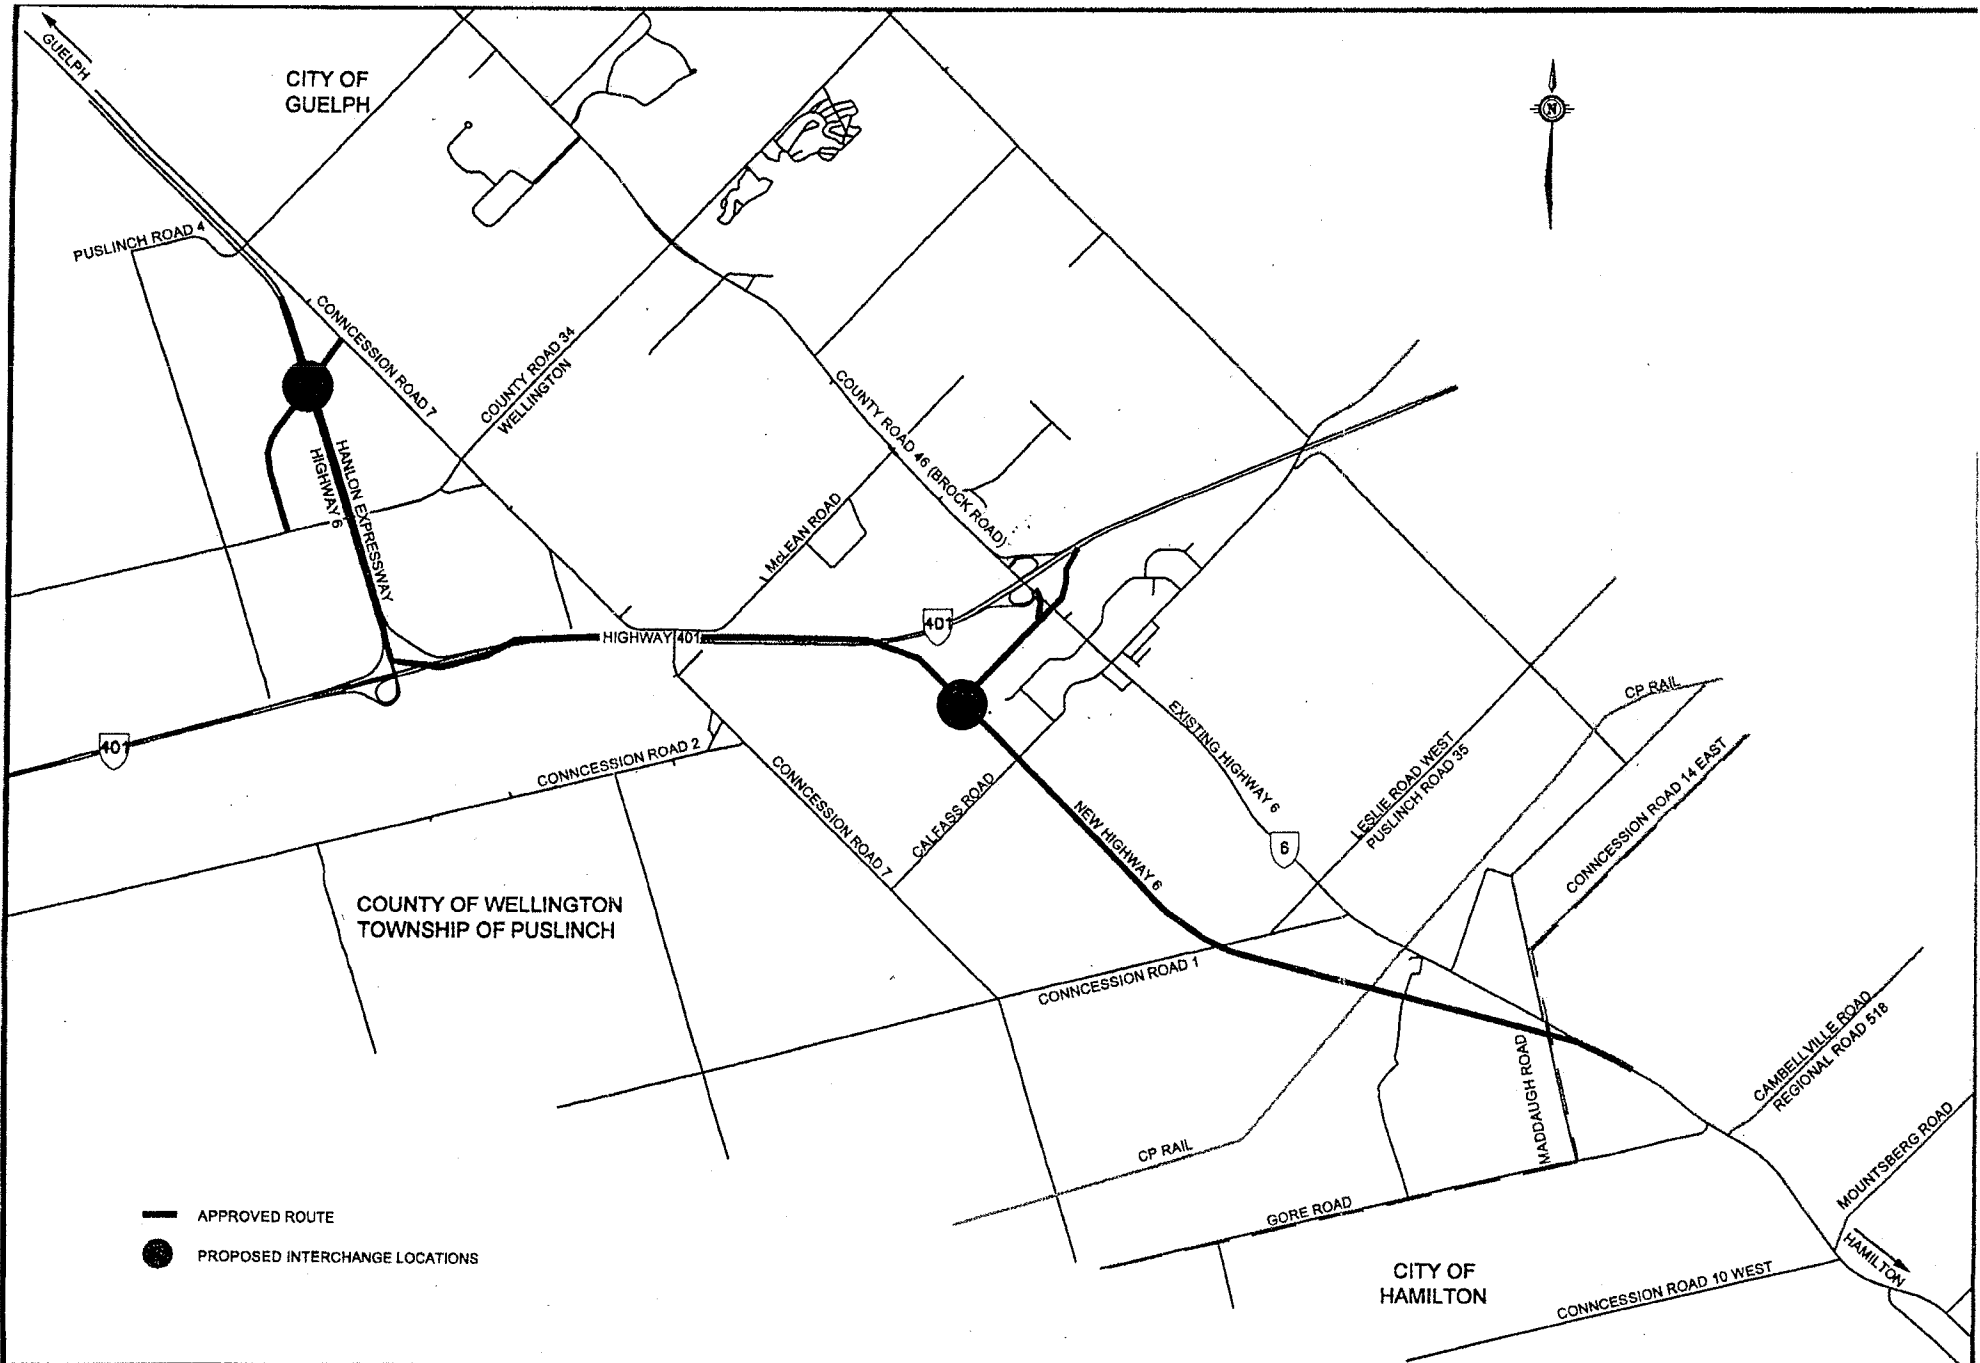 GUELPH
CITY OF
GUELPH
N
PUSLINCH ROAD 4
CONNCESSION ROAD 7
COUNTY ROAD 34
WELLINGTON
COUNTY ROAD 46 (BROCK ROAD)
HANLON EXPRESSWAY
HIGHWAY 6
McLEAN ROAD
HIGHWAY 401
401
401
CONNCESSION ROAD 2
CONNCESSION ROAD 7
CALFASS ROAD
EXISTING HIGHWAY 6
NEW HIGHWAY 6
6
LESLIE ROAD WEST
PUSLINCH ROAD 35
CP RAIL
CONNCESSION ROAD 14 EAST
COUNTY OF WELLINGTON
TOWNSHIP OF PUSLINCH
CONNCESSION ROAD 1
MADDAUGH ROAD
CAMBELLVILLE ROAD
REGIONAL ROAD 518
MOUNTSBERG ROAD
CP RAIL
GORE ROAD
HAMILTON
CITY OF
HAMILTON
CONNCESSION ROAD 10 WEST
APPROVED ROUTE
PROPOSED INTERCHANGE LOCATIONS